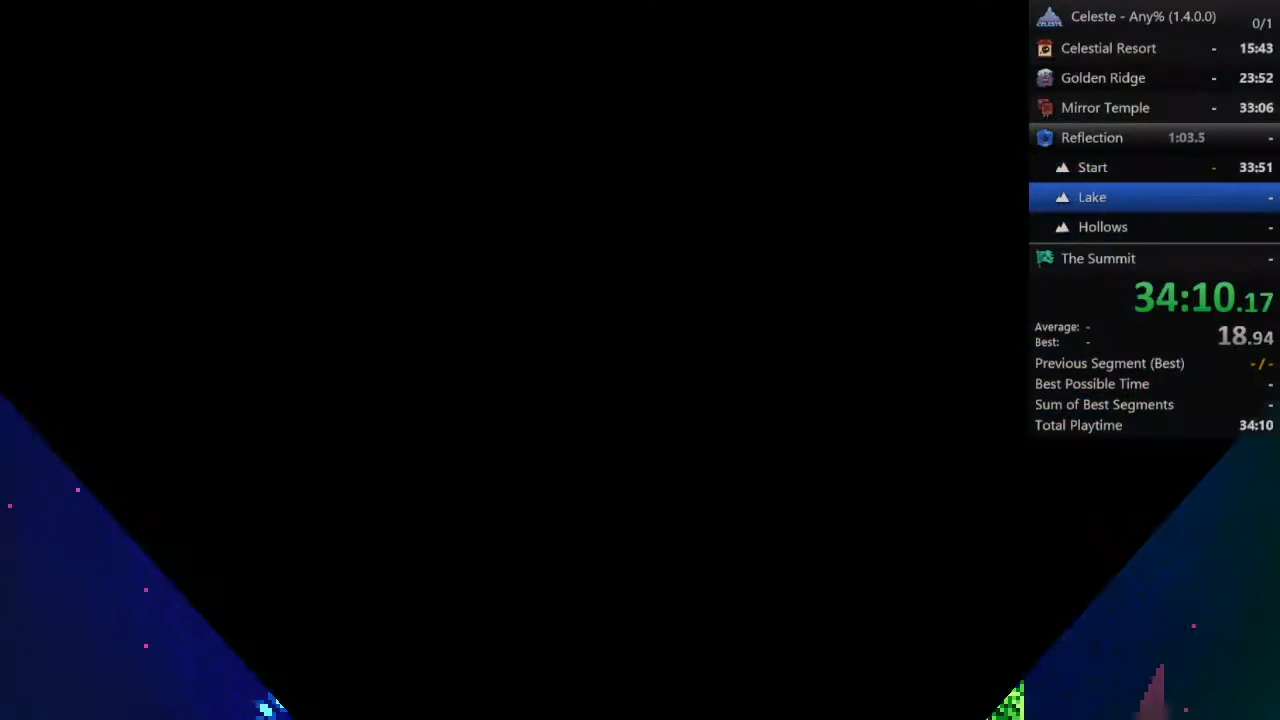 Celeste - Any% (1.4.0.0) 0/1
Celestial Resort - 15:43
Golden Ridge - 23:52
Mirror Temple - 33:06
Reflection 1:03.5 -
Start - 33:51
Lake -
Hollows -
The Summit -
34:10.17
Average: - 18.94
Best: -
Previous Segment (Best) - / -
Best Possible Time -
Sum of Best Segments -
Total Playtime 34:10